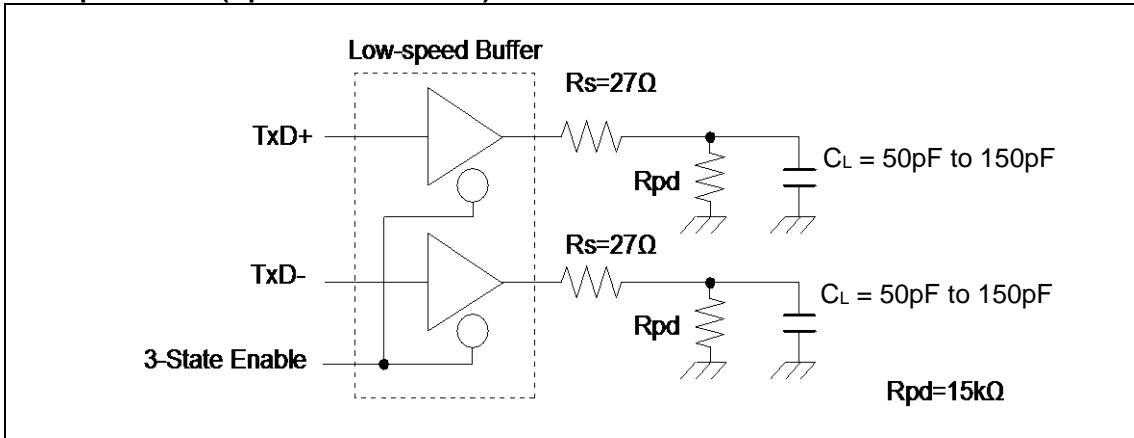 Low-speed Buffer
Rs=27Ω
TxD+
Rpd
CL = 50pF to 150pF
Rs=27Ω
TxD-
Rpd
CL = 50pF to 150pF
3-State Enable
Rpd=15kΩ